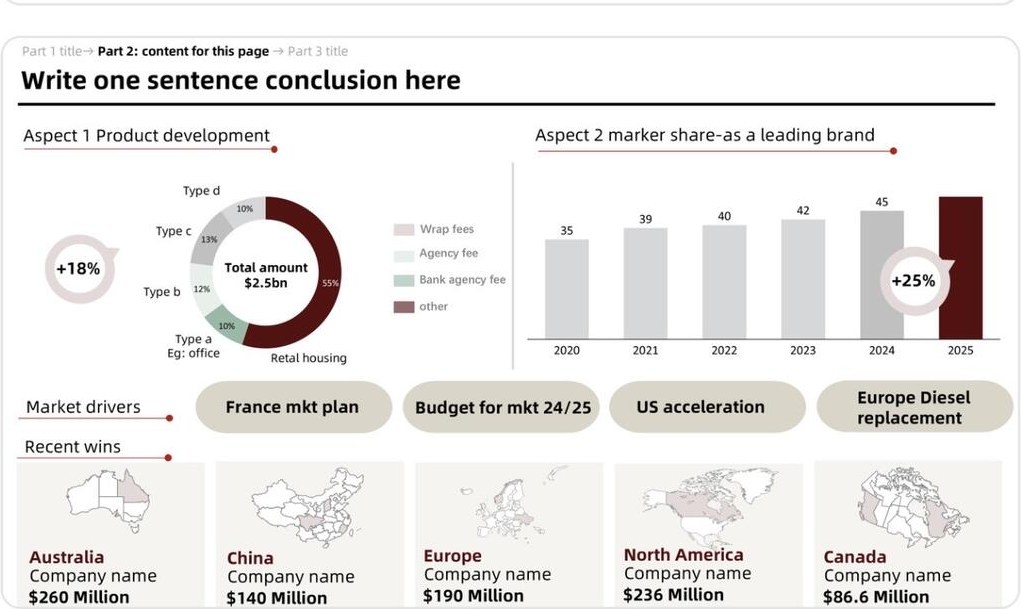 Part 1 title→ Part 2: content for this page → Part 3 title
Write one sentence conclusion here
Aspect 1 Product development
+18%
Type d
Type c
Type b
Type a
Eg: office
Retal housing
10%
13%
12%
10%
55%
Total amount
$2.5bn
Wrap fees
Agency fee
Bank agency fee
other
Aspect 2 marker share-as a leading brand
35
39
40
42
45
+25%
2020
2021
2022
2023
2024
2025
Market drivers
France mkt plan
Budget for mkt 24/25
US acceleration
Europe Diesel
replacement
Recent wins
Australia
Company name
$260 Million
China
Company name
$140 Million
Europe
Company name
$190 Million
North America
Company name
$236 Million
Canada
Company name
$86.6 Million